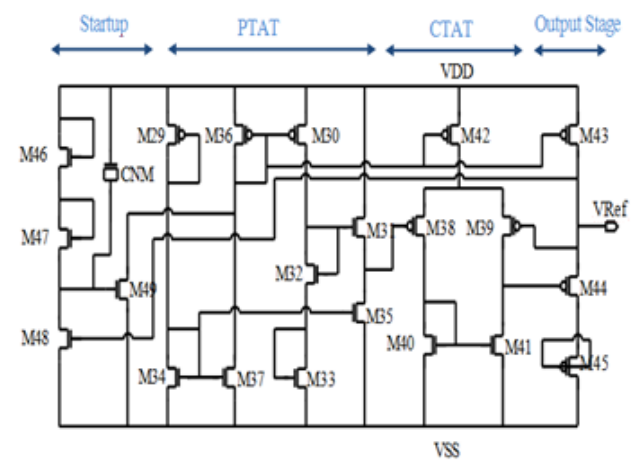 Startup PTAT CTAT Output Stage
VDD
M29 M36 M30 M42 M43
M46
CNM
VRef
M47 M31 M38 M39
M32
M49 M44
M35
M48 M40 M41
M45
M34 M37 M33
VSS